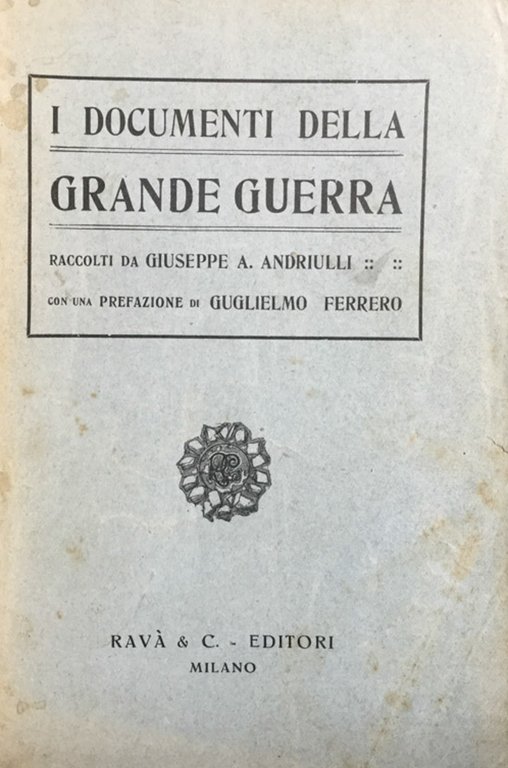 I DOCUMENTI DELLA
GRANDE GUERRA
RACCOLTI DA GIUSEPPE A. ANDRIULLI :: ::
CON UNA PREFAZIONE DI GUGLIELMO FERRERO
RAVÀ & C. - EDITORI
MILANO